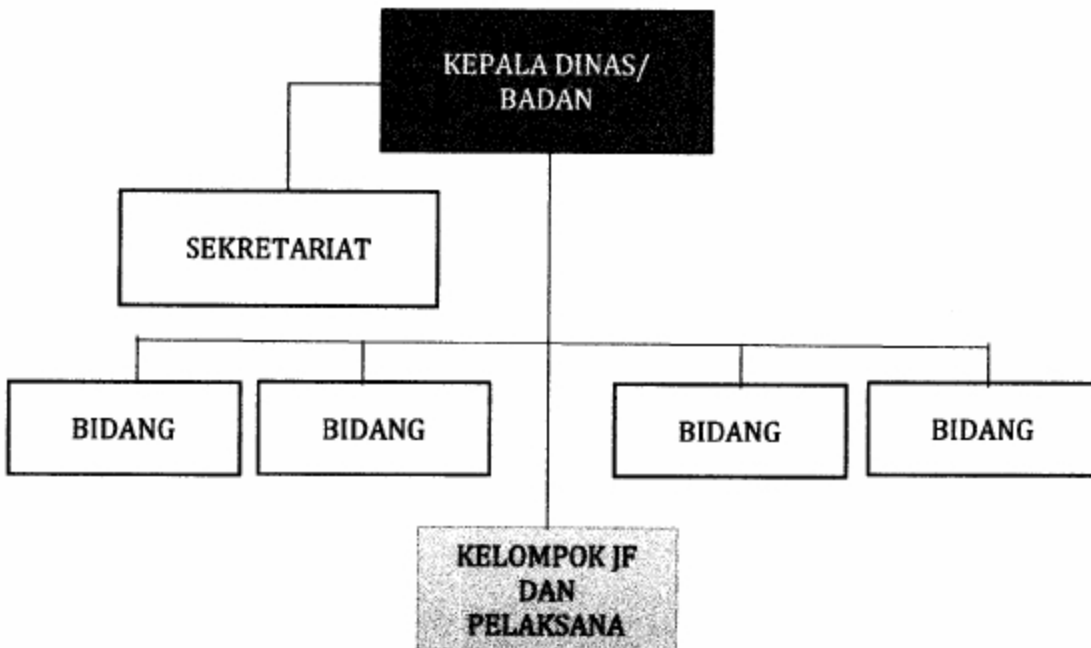 KEPALA DINAS/
BADAN
SEKRETARIAT
BIDANG
BIDANG
BIDANG
BIDANG
KELOMPOK JF
DAN
PELAKSANA